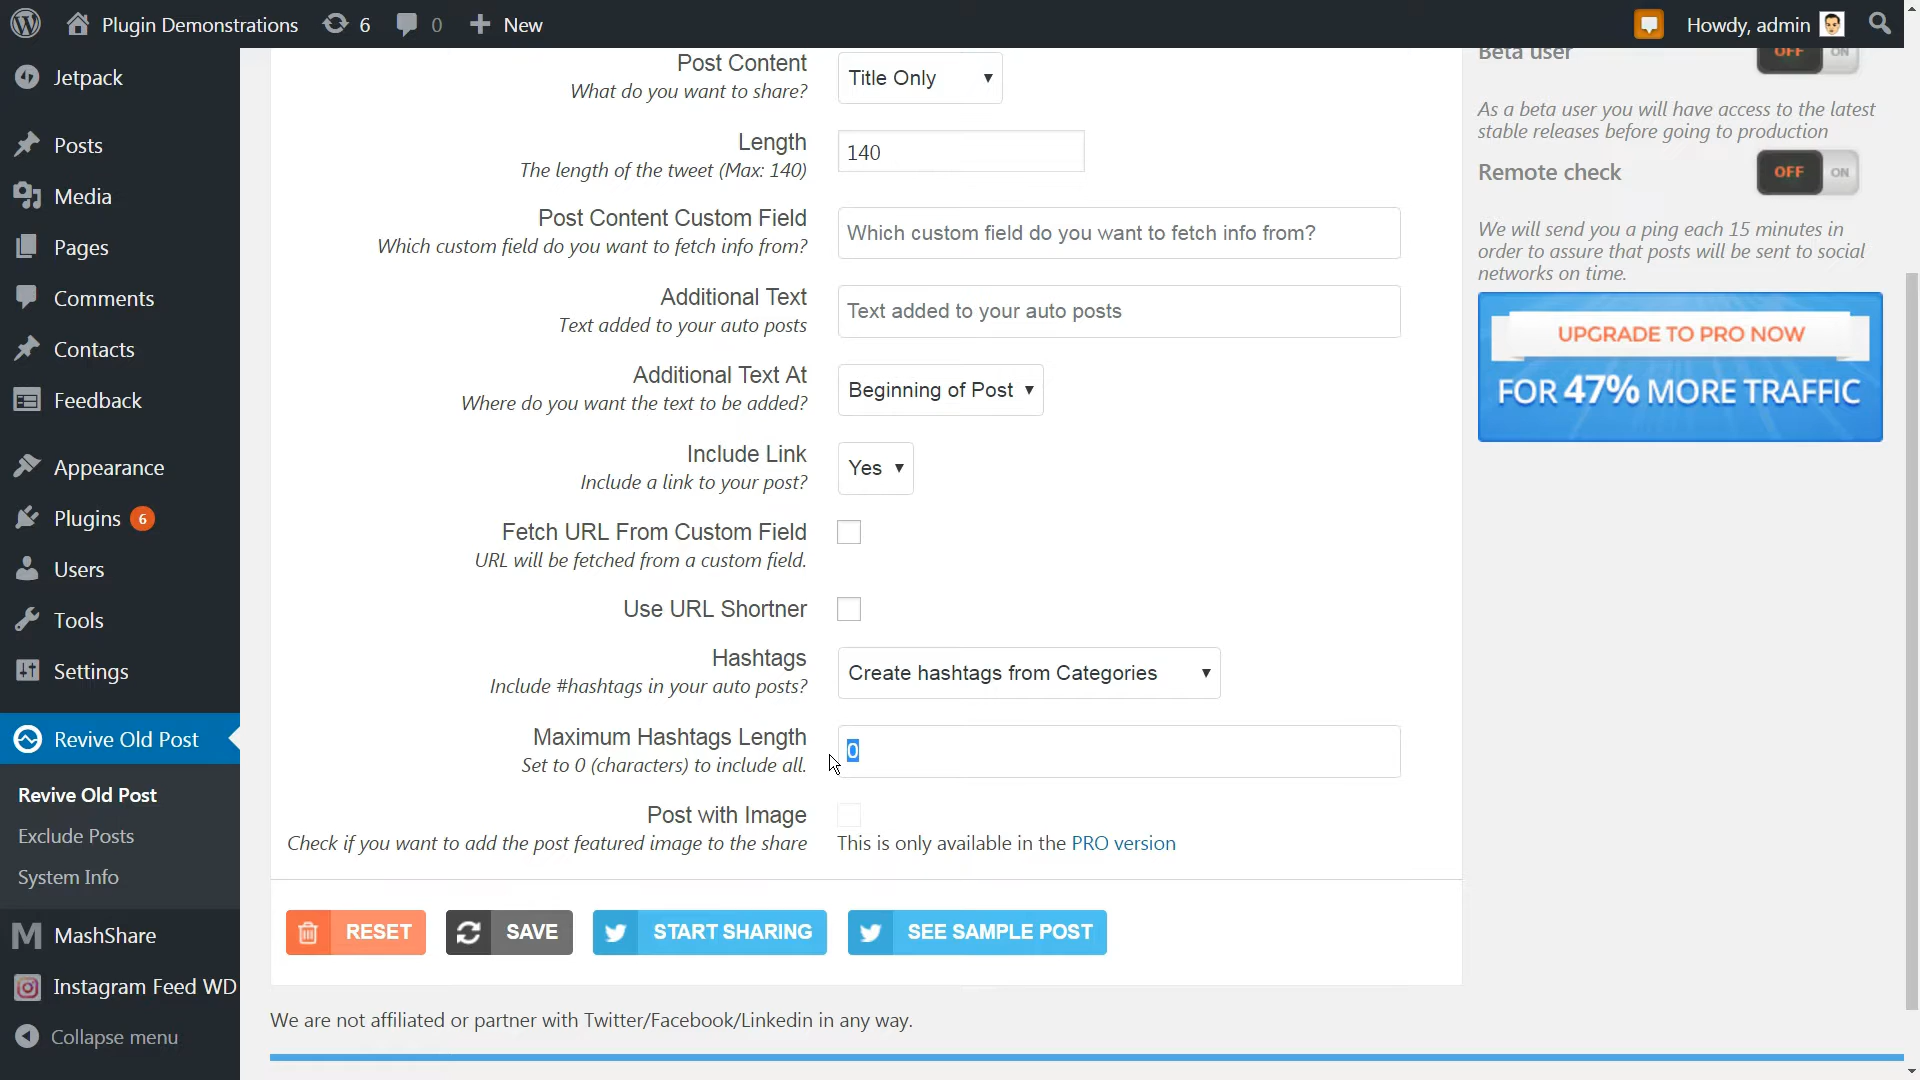 Plugin Demonstrations 6 0 New Howdy, admin
Jetpack
Posts
Media
Pages
Comments
Contacts
Feedback
Appearance
Plugins 6
Users
Tools
Settings
Revive Old Post
Revive Old Post
Exclude Posts
System Info
MashShare
Instagram Feed WD
Collapse menu
Post Content
What do you want to share?
Title Only
Length
The length of the tweet (Max: 140)
140
Post Content Custom Field
Which custom field do you want to fetch info from?
Which custom field do you want to fetch info from?
Additional Text
Text added to your auto posts
Text added to your auto posts
Additional Text At
Where do you want the text to be added?
Beginning of Post
Include Link
Include a link to your post?
Yes
Fetch URL From Custom Field
URL will be fetched from a custom field.
Use URL Shortner
Hashtags
Include #hashtags in your auto posts?
Create hashtags from Categories
Maximum Hashtags Length
Set to 0 (characters) to include all.
0
Post with Image
Check if you want to add the post featured image to the share
This is only available in the PRO version
RESET SAVE START SHARING SEE SAMPLE POST
We are not affiliated or partner with Twitter/Facebook/Linkedin in any way.
Beta user OFF ON
As a beta user you will have access to the latest
stable releases before going to production
Remote check OFF ON
We will send you a ping each 15 minutes in
order to assure that posts will be sent to social
networks on time.
UPGRADE TO PRO NOW
FOR 47% MORE TRAFFIC